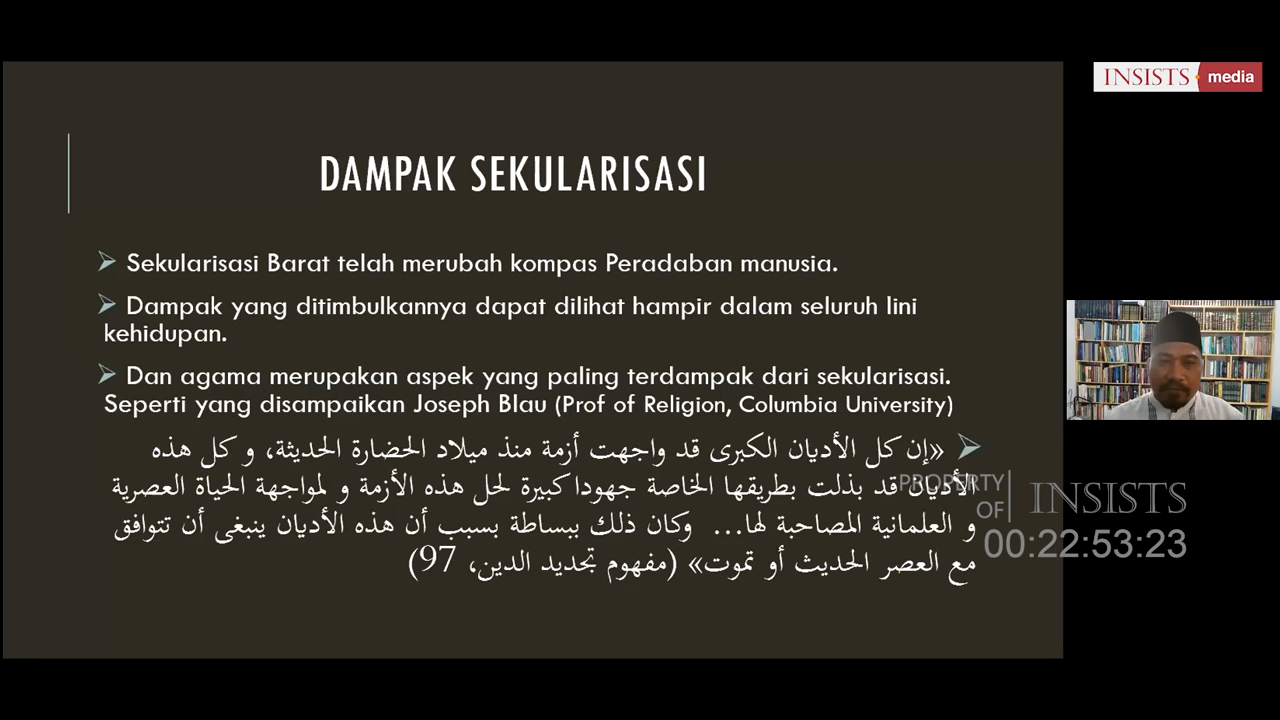 INSISTS media
DAMPAK SEKULARISASI
➢ Sekularisasi Barat telah merubah kompas Peradaban manusia.
➢ Dampak yang ditimbulkannya dapat dilihat hampir dalam seluruh lini
kehidupan.
➢ Dan agama merupakan aspek yang paling terdampak dari sekularisasi.
Seperti yang disampaikan Joseph Blau (Prof of Religion, Columbia University)
«إن كل الأديان الكبرى قد واجهت أزمة منذ ميلاد الحضارة الحديثة، و كل هذه
الأديان قد بذلت بطريقها الخاصة جهودا كبيرة لحل هذه الأزمة و لمواجهة الحياة العصرية
و العلمانية المصاحبة لها... وكان ذلك ببساطة بسبب أن هذه الأديان ينبغى أن تتوافق
مع العصر الحديث أو تموت» (مفهوم تجديد الدين، 97)
PROPERTY
OF INSISTS
00:22:53:23